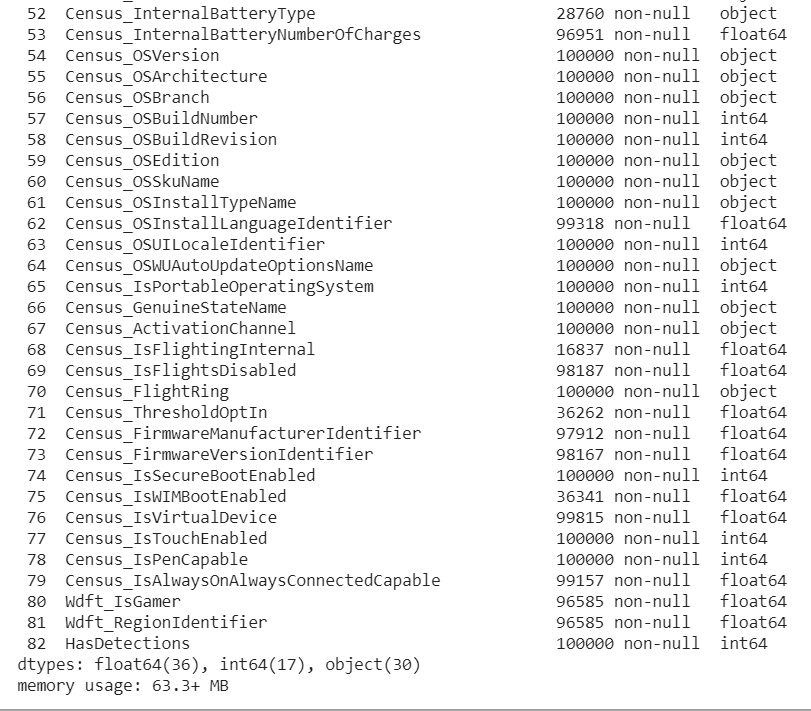 52 Census_InternalBatteryType 28760 non-null object
53 Census_InternalBatteryNumberOfCharges 96951 non-null float64
54 Census_OSVersion 100000 non-null object
55 Census_OSArchitecture 100000 non-null object
56 Census_OSBranch 100000 non-null object
57 Census_OSBuildNumber 100000 non-null int64
58 Census_OSBuildRevision 100000 non-null int64
59 Census_OSEdition 100000 non-null object
60 Census_OSSkuName 100000 non-null object
61 Census_OSInstallTypeName 100000 non-null object
62 Census_OSInstallLanguageIdentifier 99318 non-null float64
63 Census_OSUILocaleIdentifier 100000 non-null int64
64 Census_OSWUAutoUpdateOptionsName 100000 non-null object
65 Census_IsPortableOperatingSystem 100000 non-null int64
66 Census_GenuineStateName 100000 non-null object
67 Census_ActivationChannel 100000 non-null object
68 Census_IsFlightingInternal 16837 non-null float64
69 Census_IsFlightsDisabled 98187 non-null float64
70 Census_FlightRing 100000 non-null object
71 Census_ThresholdOptIn 36262 non-null float64
72 Census_FirmwareManufacturerIdentifier 97912 non-null float64
73 Census_FirmwareVersionIdentifier 98167 non-null float64
74 Census_IsSecureBootEnabled 100000 non-null int64
75 Census_IsWIMBootEnabled 36341 non-null float64
76 Census_IsVirtualDevice 99815 non-null float64
77 Census_IsTouchEnabled 100000 non-null int64
78 Census_IsPenCapable 100000 non-null int64
79 Census_IsAlwaysOnAlwaysConnectedCapable 99157 non-null float64
80 Wdft_IsGamer 96585 non-null float64
81 Wdft_RegionIdentifier 96585 non-null float64
82 HasDetections 100000 non-null int64
dtypes: float64(36), int64(17), object(30)
memory usage: 63.3+ MB